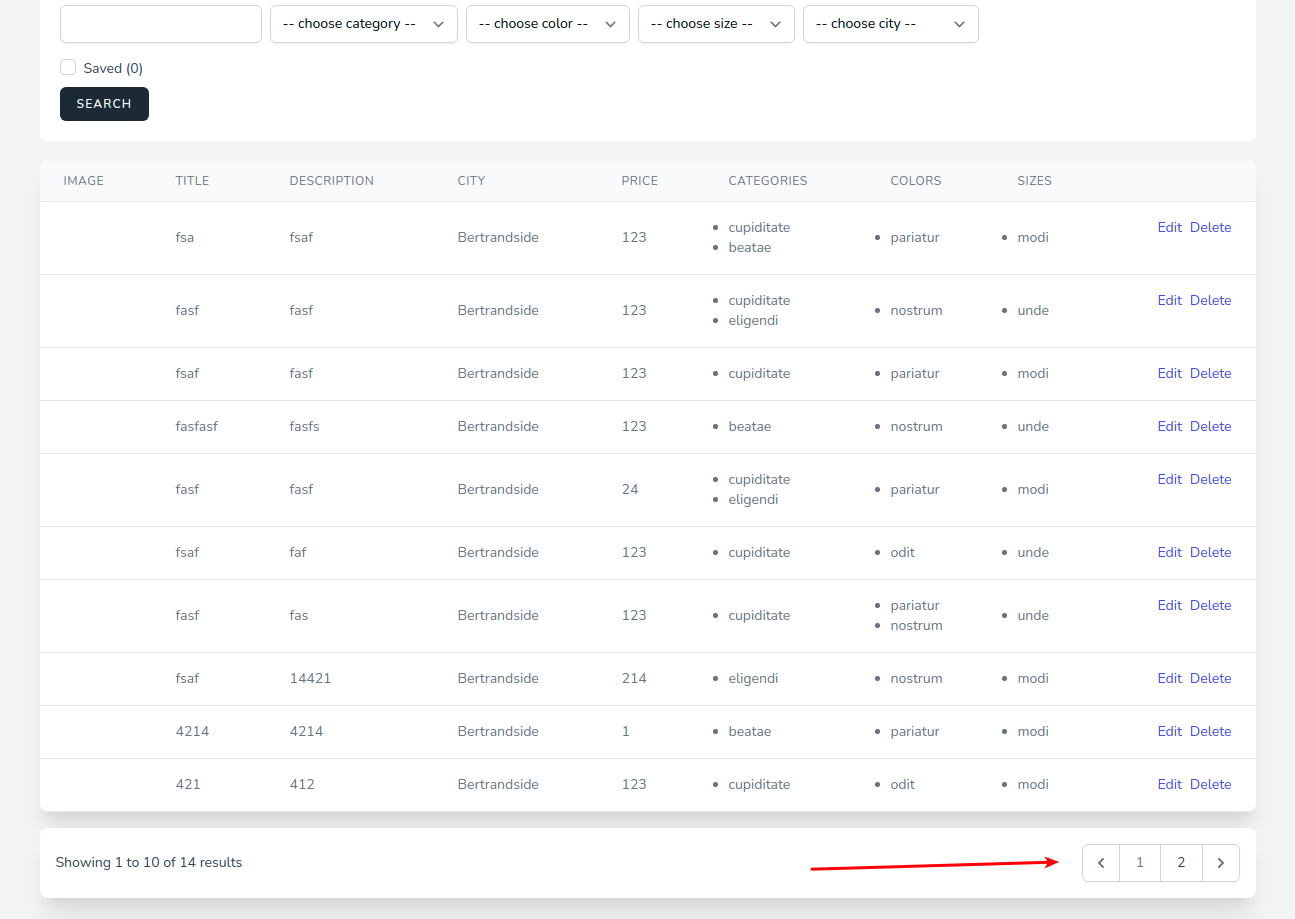 -- choose category -- -- choose color -- -- choose size -- -- choose city --
Saved (0)
SEARCH
IMAGE TITLE DESCRIPTION CITY PRICE CATEGORIES COLORS SIZES
fsa fsaf Bertrandside 123 cupiditate beatae pariatur modi Edit Delete
fasf fasf Bertrandside 123 cupiditate eligendi nostrum unde Edit Delete
fsaf fasf Bertrandside 123 cupiditate pariatur modi Edit Delete
fasfasf fasfs Bertrandside 123 beatae nostrum unde Edit Delete
fasf fasf Bertrandside 24 cupiditate eligendi pariatur modi Edit Delete
fsaf faf Bertrandside 123 cupiditate odit unde Edit Delete
fasf fas Bertrandside 123 cupiditate pariatur nostrum unde Edit Delete
fsaf 14421 Bertrandside 214 eligendi nostrum modi Edit Delete
4214 4214 Bertrandside 1 beatae pariatur modi Edit Delete
421 412 Bertrandside 123 cupiditate odit modi Edit Delete
Showing 1 to 10 of 14 results 1 2